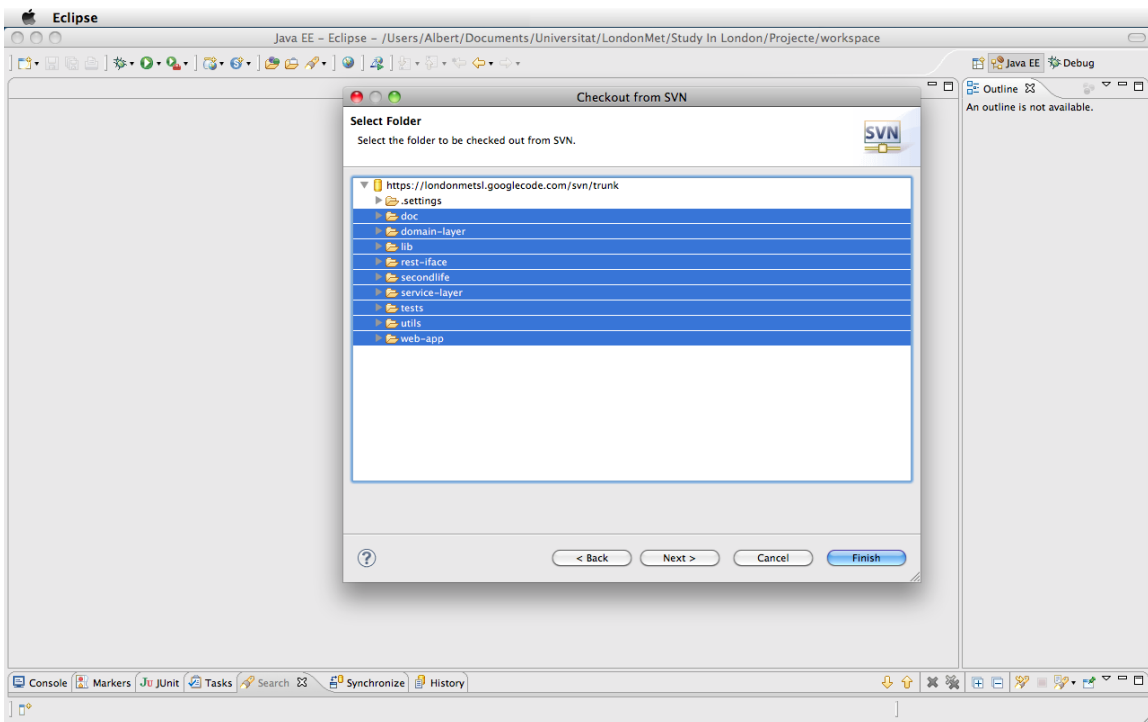 Eclipse
Java EE – Eclipse – /Users/Albert/Documents/Universitat/LondonMet/Study In London/Projecte/workspace
Java EE Debug
Outline
An outline is not available.
Checkout from SVN
Select Folder
Select the folder to be checked out from SVN.
SVN
https://londonmetsl.googlecode.com/svn/trunk
.settings
doc
domain-layer
lib
rest-iface
secondlife
service-layer
tests
utils
web-app
? < Back Next > Cancel Finish
Console Markers Ju JUnit Tasks Search Synchronize History